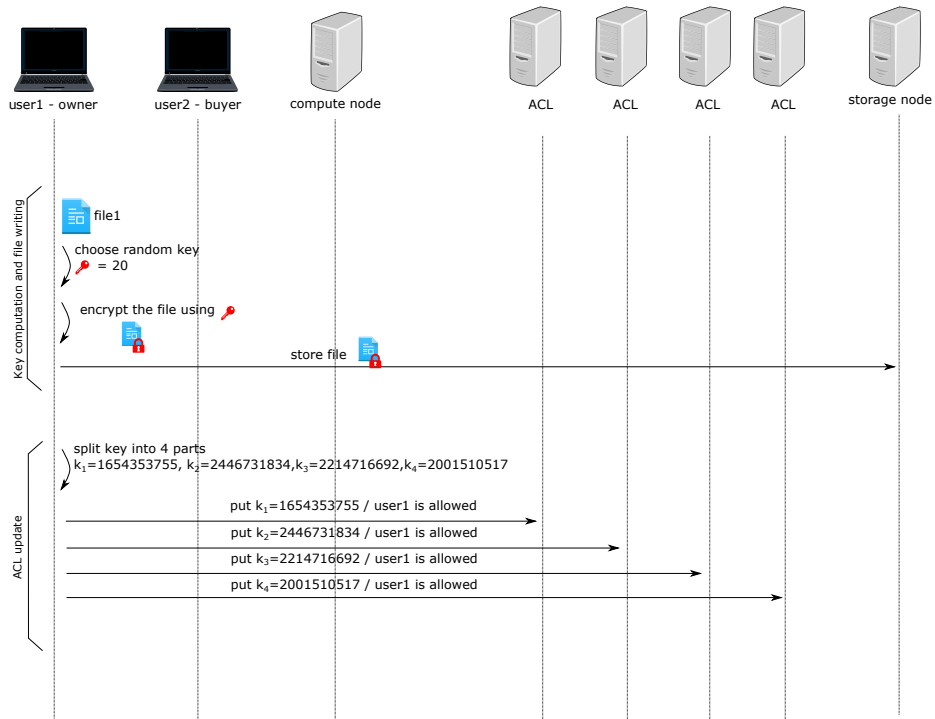 user1 - owner
user2 - buyer
compute node
ACL
ACL
ACL
ACL
storage node
Key computation and file writing
file1
choose random key
= 20
encrypt the file using
store file
ACL update
split key into 4 parts
k₁=1654353755, k₂=2446731834,k₃=2214716692,k₄=2001510517
put k₁=1654353755 / user1 is allowed
put k₂=2446731834 / user1 is allowed
put k₃=2214716692 / user1 is allowed
put k₄=2001510517 / user1 is allowed